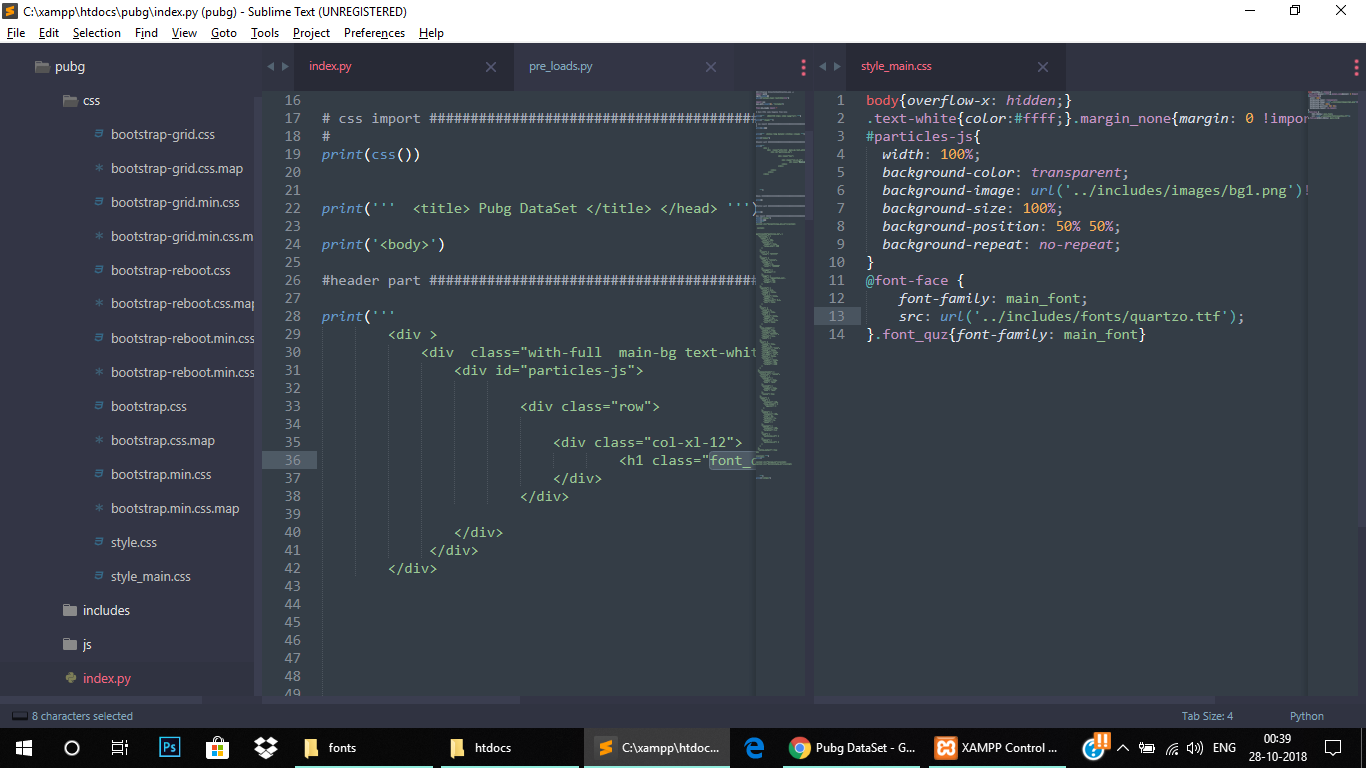 C:\xampp\htdocs\pubg\index.py (pubg) - Sublime Text (UNREGISTERED)
File Edit Selection Find View Goto Tools Project Preferences Help
pubg
css
bootstrap-grid.css
bootstrap-grid.css.map
bootstrap-grid.min.css
bootstrap-grid.min.css.m
bootstrap-reboot.css
bootstrap-reboot.css.map
bootstrap-reboot.min.css
bootstrap-reboot.min.css
bootstrap.css
bootstrap.css.map
bootstrap.min.css
bootstrap.min.css.map
style.css
style_main.css
includes
js
index.py
index.py pre_loads.py
16
17 # css import ########################################
18 #
19 print(css())
20
21
22 print('''  <title> Pubg DataSet </title> </head> ''')
23
24 print('<body>')
25
26 #header part ########################################
27
28 print('''
29         <div >
30             <div  class="with-full  main-bg text-whit
31                 <div id="particles-js">
32
33                         <div class="row">
34
35                             <div class="col-xl-12">
36                                     <h1 class="font_
37                             </div>
38                         </div>
39
40                 </div>
41             </div>
42         </div>
43
44
45
46
47
48
49
style_main.css
1 body{overflow-x: hidden;}
2 .text-white{color:#ffff;}.margin_none{margin: 0 !impor
3 #particles-js{
4   width: 100%;
5   background-color: transparent;
6   background-image: url('../includes/images/bg1.png')!
7   background-size: 100%;
8   background-position: 50% 50%;
9   background-repeat: no-repeat;
10 }
11 @font-face {
12     font-family: main_font;
13     src: url('../includes/fonts/quartzo.ttf');
14 }.font_quz{font-family: main_font}
8 characters selected Tab Size: 4 Python
Ps fonts htdocs C:\xampp\htdoc... Pubg DataSet - G... XAMPP Control ... ENG 00:39
28-10-2018